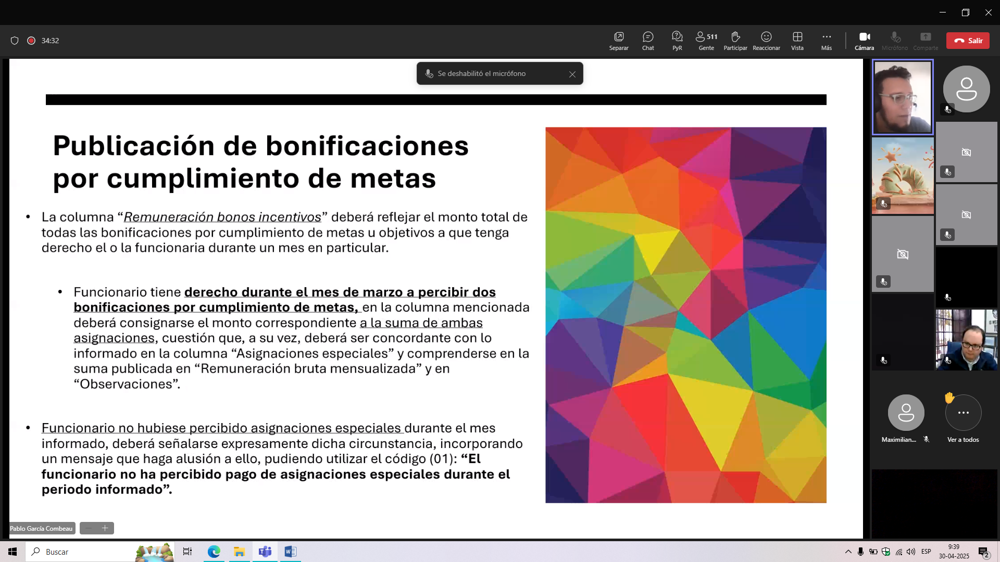 34:32
Separar
Chat
PyR
511
Gente
Participar
Reaccionar
Vista
Más
Cámara
Micrófono
Comparte
Salir
Se deshabilitó el micrófono
Publicación de bonificaciones
por cumplimiento de metas
• La columna “Remuneración bonos incentivos” deberá reflejar el monto total de
todas las bonificaciones por cumplimiento de metas u objetivos a que tenga
derecho el o la funcionaria durante un mes en particular.
• Funcionario tiene derecho durante el mes de marzo a percibir dos
bonificaciones por cumplimiento de metas, en la columna mencionada
deberá consignarse el monto correspondiente a la suma de ambas
asignaciones, cuestión que, a su vez, deberá ser concordante con lo
informado en la columna “Asignaciones especiales” y comprenderse en la
suma publicada en “Remuneración bruta mensualizada” y en
“Observaciones”.
• Funcionario no hubiese percibido asignaciones especiales durante el mes
informado, deberá señalarse expresamente dicha circunstancia, incorporando
un mensaje que haga alusión a ello, pudiendo utilizar el código (01): “El
funcionario no ha percibido pago de asignaciones especiales durante el
periodo informado”.
Pablo García Combeau
Maximilian...
Ver a todos
Buscar
ESP
9:39
30-04-2025
2